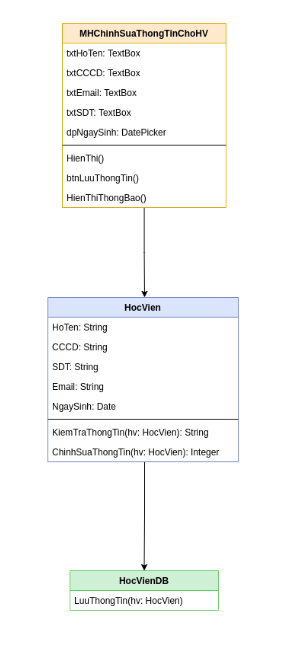 MHChinhSuaThongTinChoHV
txtHoTen: TextBox
txtCCCD: TextBox
txtEmail: TextBox
txtSDT: TextBox
dpNgaySinh: DatePicker
HienThi()
btnLuuThongTin()
HienThiThongBao()
HocVien
HoTen: String
CCCD: String
SDT: String
Email: String
NgaySinh: Date
KiemTraThongTin(hv: HocVien): String
ChinhSuaThongTin(hv: HocVien): Integer
HocVienDB
LuuThongTin(hv: HocVien)